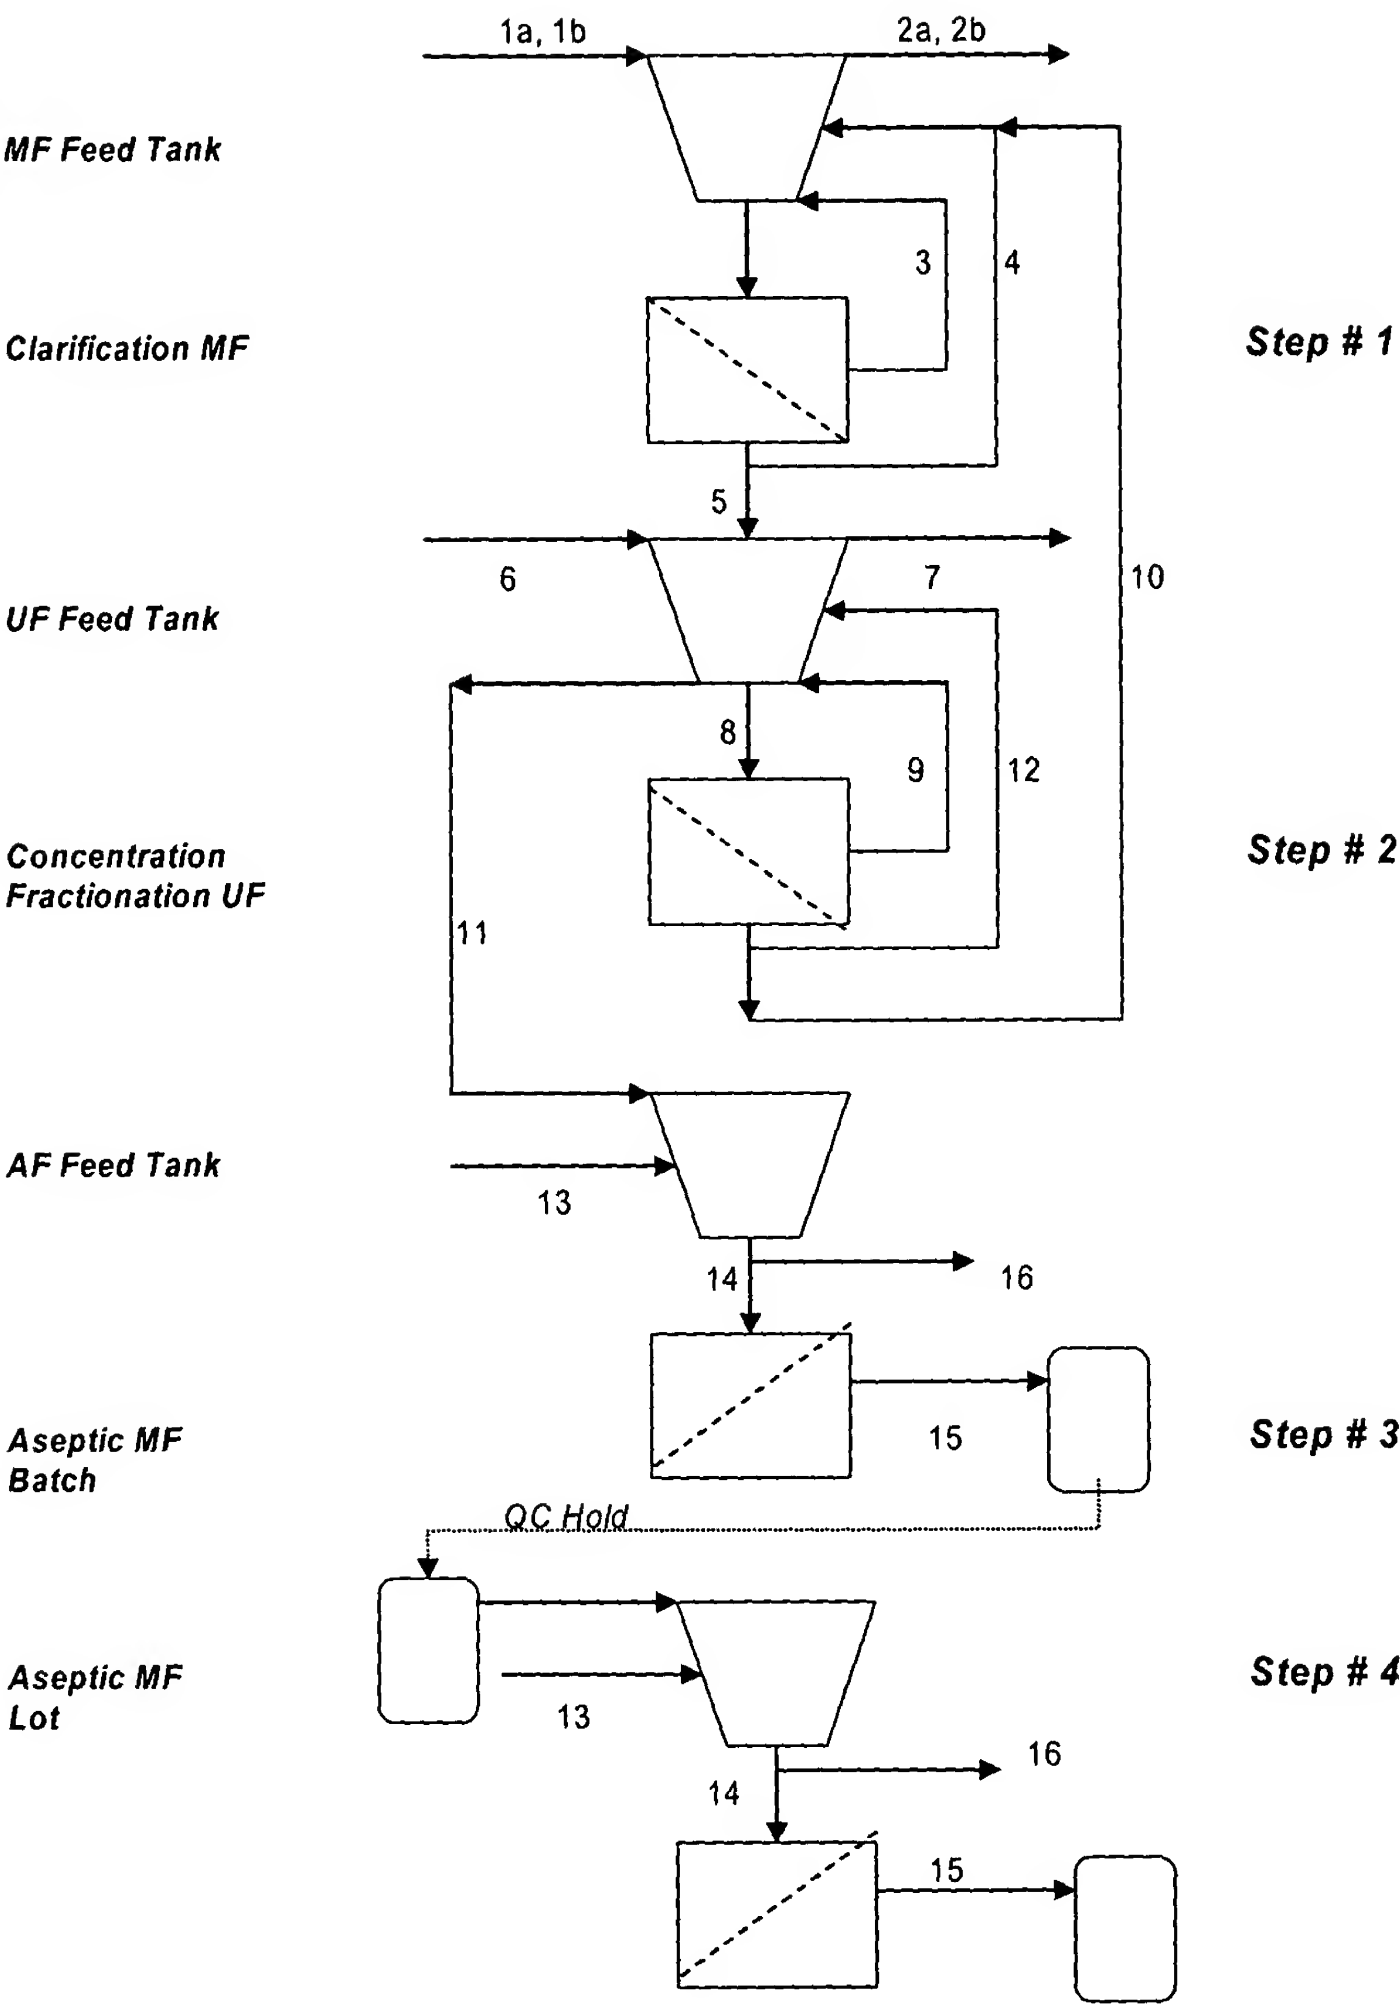 1a, 1b
2a, 2b
MF Feed Tank
3
4
Clarification MF
Step # 1
5
6
7
10
UF Feed Tank
8
9
12
Concentration
Fractionation UF
Step # 2
11
AF Feed Tank
13
14
16
Aseptic MF
Batch
15
Step # 3
QC Hold
Aseptic MF
Lot
13
Step # 4
14
16
15